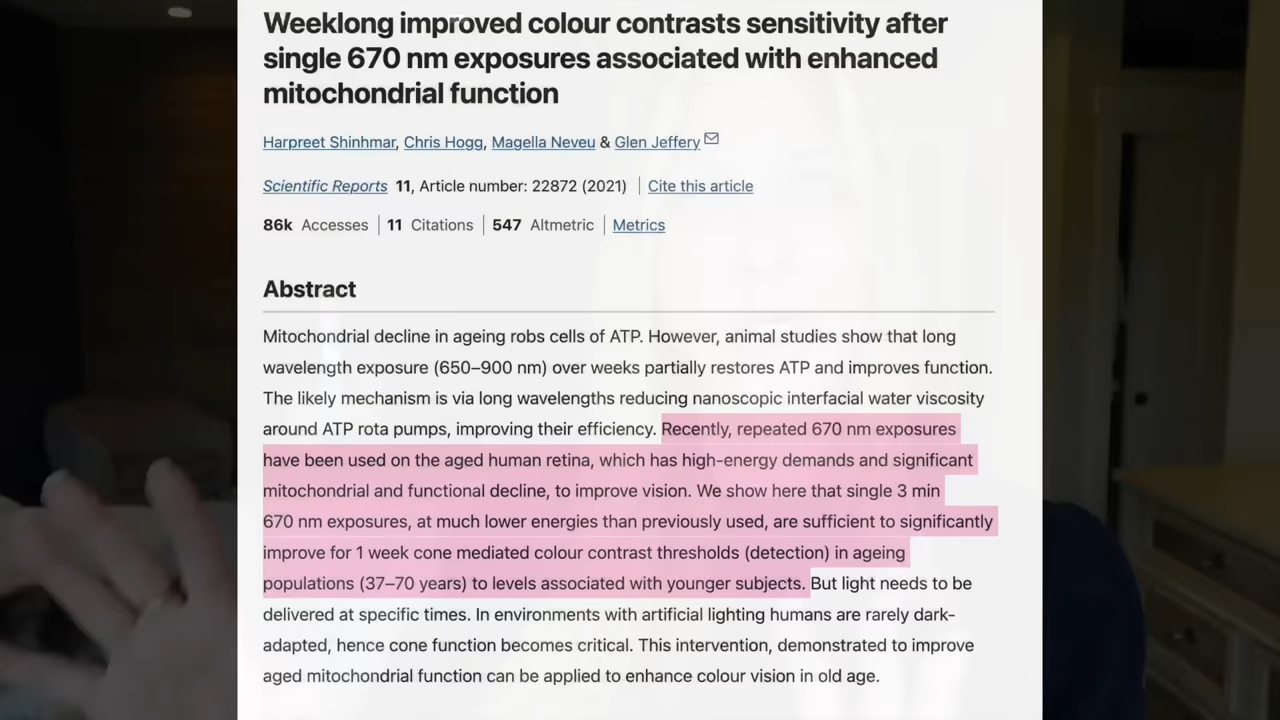 Weeklong improved colour contrasts sensitivity after
single 670 nm exposures associated with enhanced
mitochondrial function
Harpreet Shinhmar, Chris Hogg, Magella Neveu & Glen Jeffery
Scientific Reports 11, Article number: 22872 (2021) | Cite this article
86k Accesses | 11 Citations | 547 Altmetric | Metrics
Abstract
Mitochondrial decline in ageing robs cells of ATP. However, animal studies show that long
wavelength exposure (650–900 nm) over weeks partially restores ATP and improves function.
The likely mechanism is via long wavelengths reducing nanoscopic interfacial water viscosity
around ATP rota pumps, improving their efficiency. Recently, repeated 670 nm exposures
have been used on the aged human retina, which has high-energy demands and significant
mitochondrial and functional decline, to improve vision. We show here that single 3 min
670 nm exposures, at much lower energies than previously used, are sufficient to significantly
improve for 1 week cone mediated colour contrast thresholds (detection) in ageing
populations (37–70 years) to levels associated with younger subjects. But light needs to be
delivered at specific times. In environments with artificial lighting humans are rarely dark-
adapted, hence cone function becomes critical. This intervention, demonstrated to improve
aged mitochondrial function can be applied to enhance colour vision in old age.